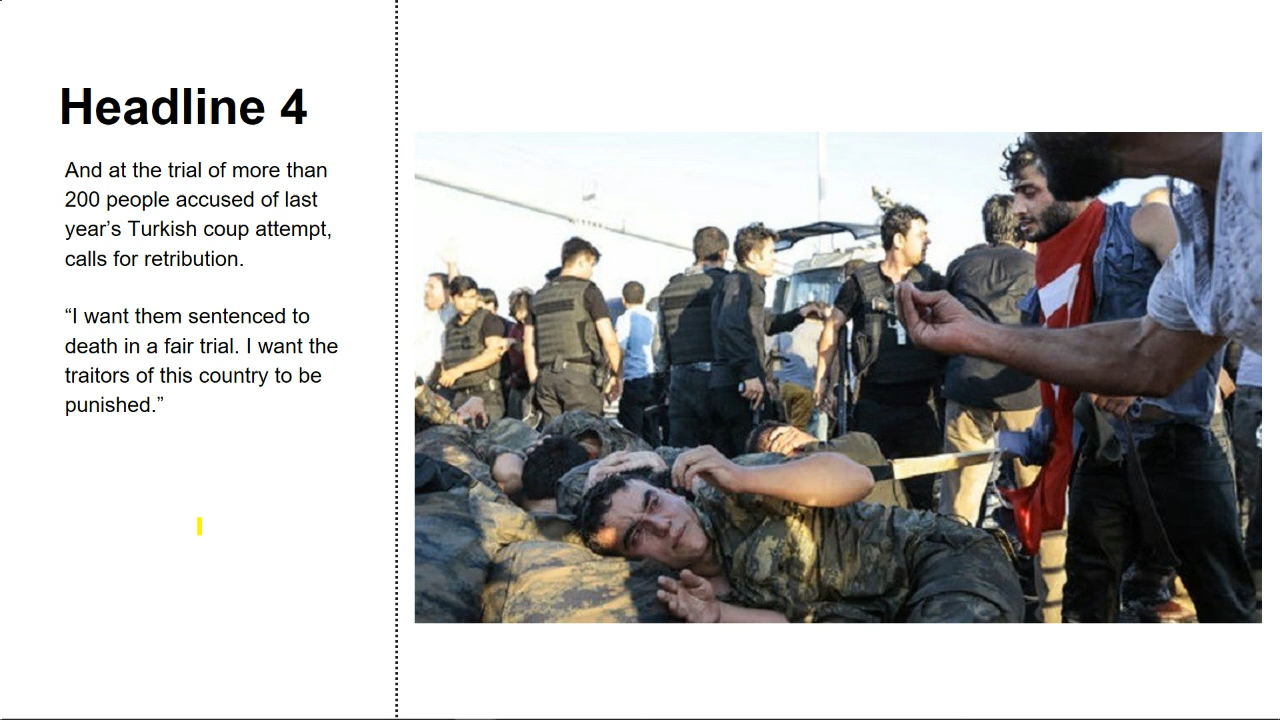 Headline 4
And at the trial of more than
200 people accused of last
year’s Turkish coup attempt,
calls for retribution.
“I want them sentenced to
death in a fair trial. I want the
traitors of this country to be
punished.”